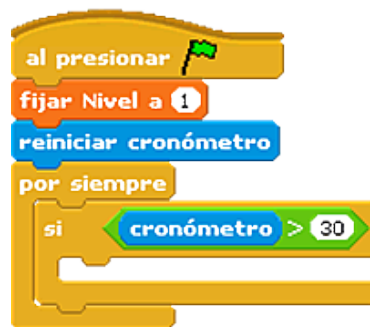 al presionar
fijar Nivel a 1
reiniciar cronómetro
por siempre
si cronómetro > 30